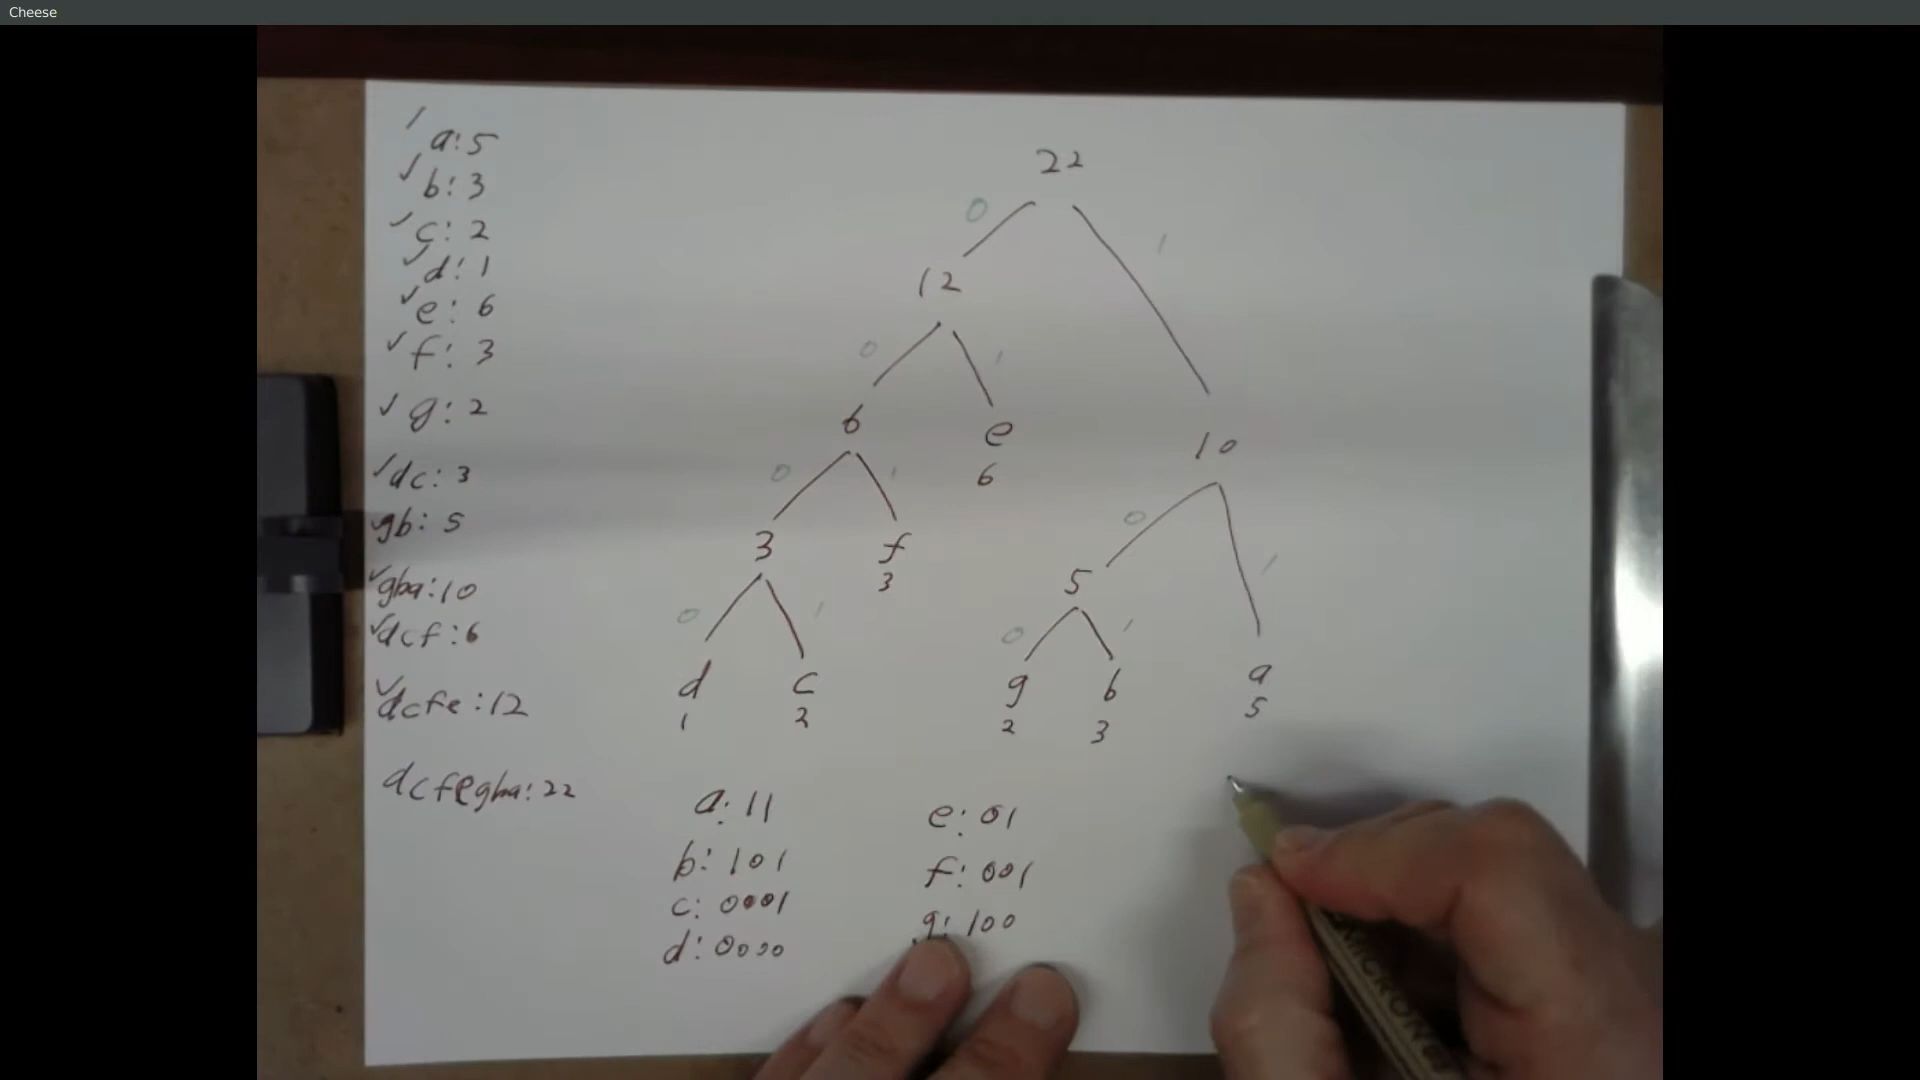 Cheese
a: 5
b: 3
c: 2
d: 1
e: 6
f: 3
g: 2
dc: 3
gb: 5
gba: 10
dcf: 6
dcfe: 12
dcfegba: 22
22
0 1
12
0 1
6 e 10
6
0 1 0 1
3 f 5
3
0 1 0 1
d c g b a
1 2 2 3 5
a: 11 e: 01
b: 101 f: 001
c: 0001 g: 100
d: 0000
MICRON